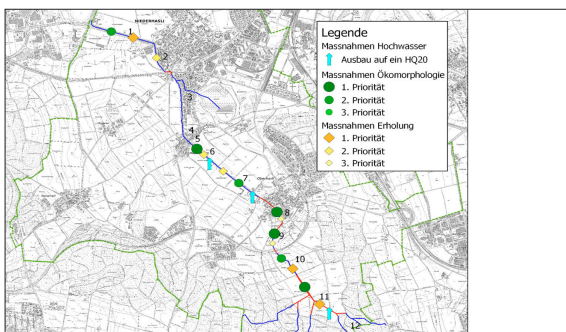 NIEDERHASLI
Legende
Massnahmen Hochwasser
Ausbau auf ein HQ20
Massnahmen Ökomorphologie
1. Priorität
2. Priorität
3. Priorität
Massnahmen Erholung
1. Priorität
2. Priorität
3. Priorität
1
2
3
4
5
6
7
Oberhasli
8
9
10
11
12